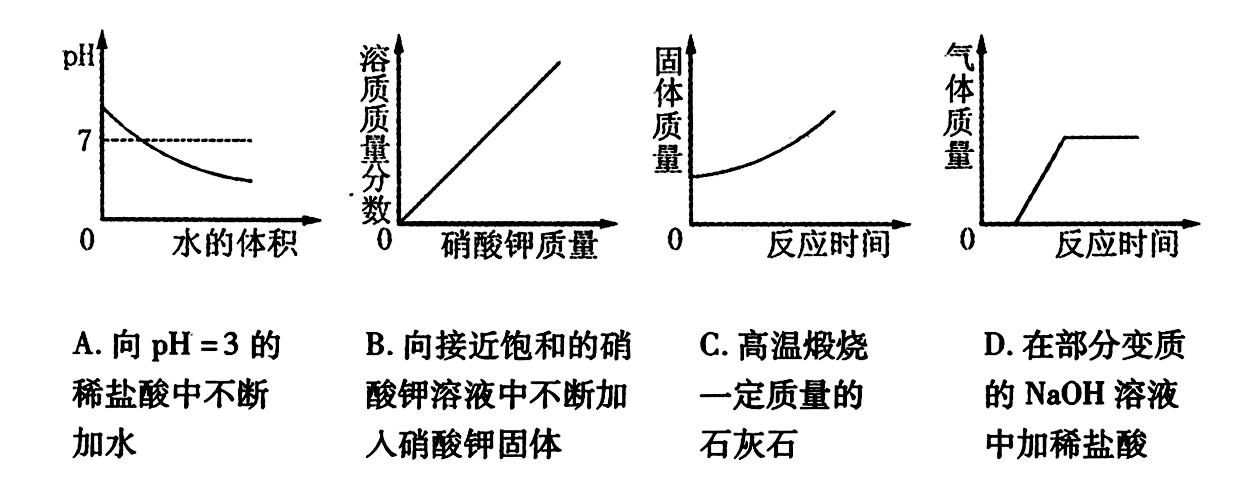 pH
7
0
水的体积
溶质质量分数
0
硝酸钾质量
固体质量
0
反应时间
气体质量
0
反应时间
A. 向 pH = 3 的
稀盐酸中不断
加水
B. 向接近饱和的硝
酸钾溶液中不断加
入硝酸钾固体
C. 高温煅烧
一定质量的
石灰石
D. 在部分变质
的 NaOH 溶液
中加稀盐酸